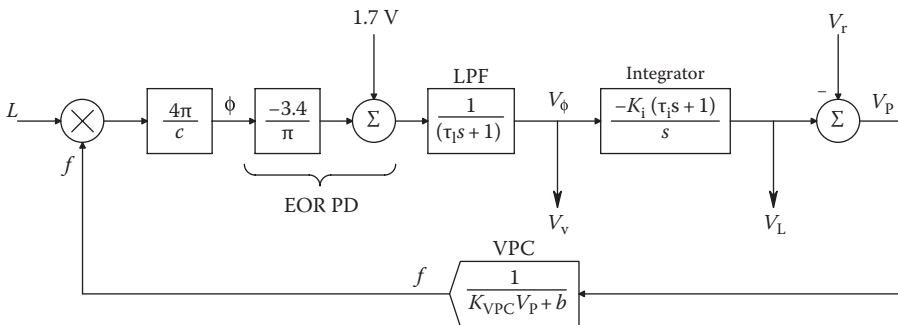 1.7 V
V_r
LPF
Integrator
L
4π/c
ϕ
−3.4/π
Σ
1/(τ_l s + 1)
V_ϕ
−K_i (τ_i s + 1)/s
−
Σ
V_P
f
EOR PD
V_v
V_L
VPC
f
1/(K_VPC V_P + b)